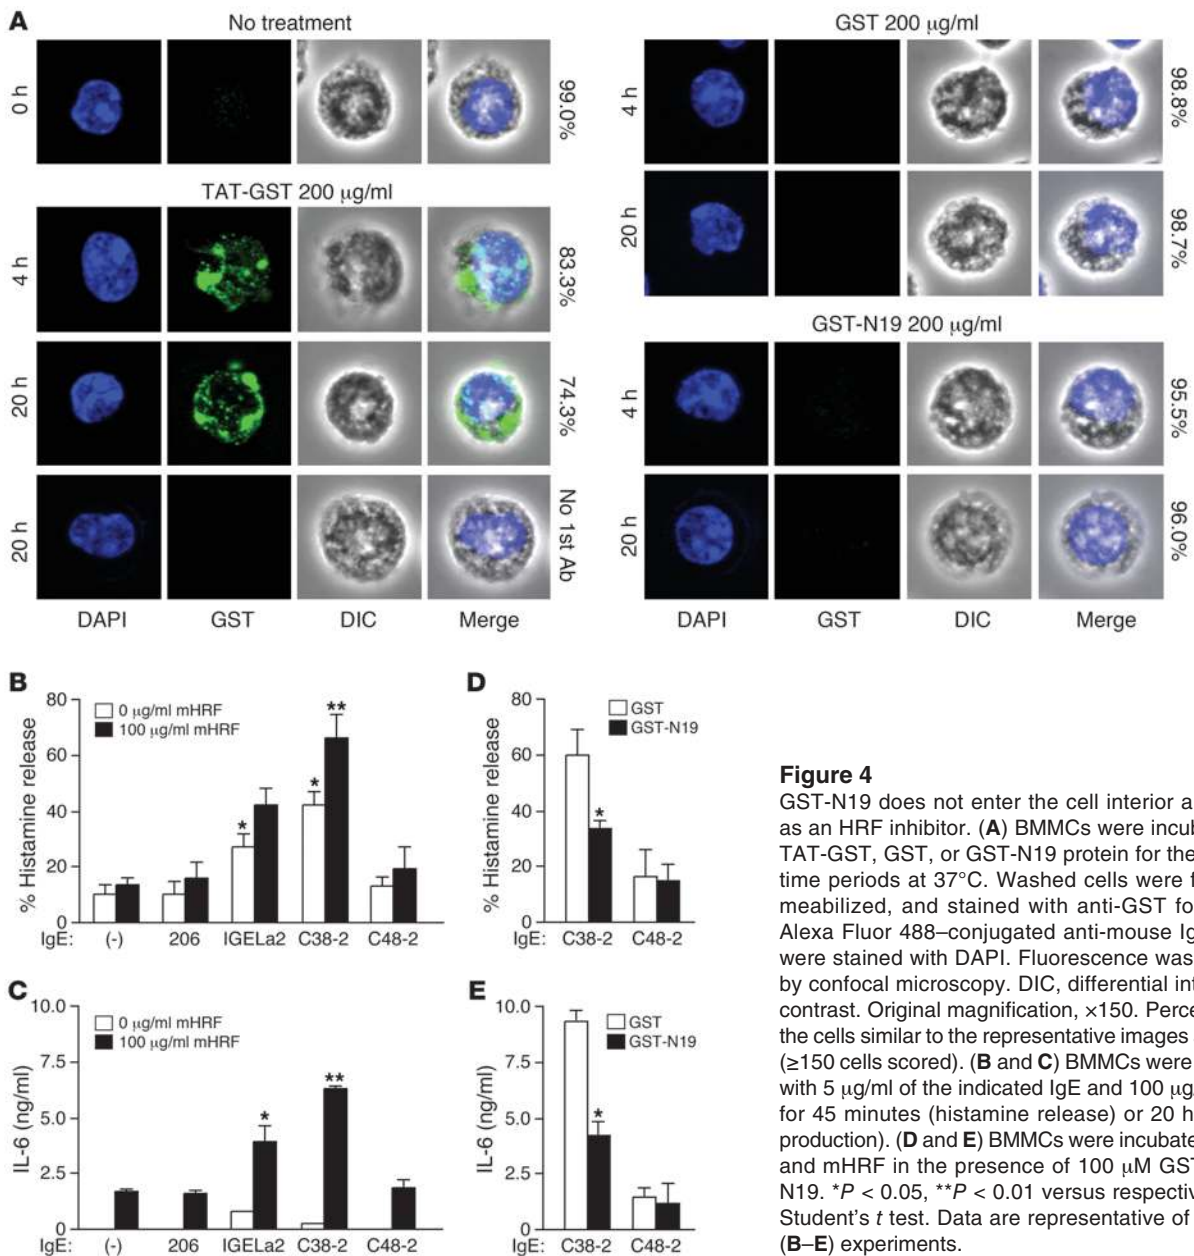 A
No treatment
0 h
99.0%
TAT-GST 200 µg/ml
4 h
83.3%
20 h
74.3%
20 h
No 1st Ab
DAPI GST DIC Merge
GST 200 µg/ml
4 h
98.8%
20 h
98.7%
GST-N19 200 µg/ml
4 h
95.5%
20 h
96.0%
DAPI GST DIC Merge
B
% Histamine release
80
60
40
20
0
0 µg/ml mHRF
100 µg/ml mHRF
* * **
IgE: (-) 206 IGELa2 C38-2 C48-2
C
IL-6 (ng/ml)
10.0
7.5
5.0
2.5
0
0 µg/ml mHRF
100 µg/ml mHRF
* **
IgE: (-) 206 IGELa2 C38-2 C48-2
D
% Histamine release
80
60
40
20
0
GST
GST-N19
*
IgE: C38-2 C48-2
E
IL-6 (ng/ml)
10.0
7.5
5.0
2.5
0
GST
GST-N19
*
IgE: C38-2 C48-2
Figure 4
GST-N19 does not enter the cell interior a
as an HRF inhibitor. (A) BMMCs were incub
TAT-GST, GST, or GST-N19 protein for the
time periods at 37°C. Washed cells were f
meabilized, and stained with anti-GST fo
Alexa Fluor 488–conjugated anti-mouse Ig
were stained with DAPI. Fluorescence was
by confocal microscopy. DIC, differential int
contrast. Original magnification, ×150. Perce
the cells similar to the representative images
(≥150 cells scored). (B and C) BMMCs were
with 5 µg/ml of the indicated IgE and 100 µg
for 45 minutes (histamine release) or 20 h
production). (D and E) BMMCs were incubate
and mHRF in the presence of 100 µM GST
N19. *P < 0.05, **P < 0.01 versus respectiv
Student's t test. Data are representative of
(B–E) experiments.